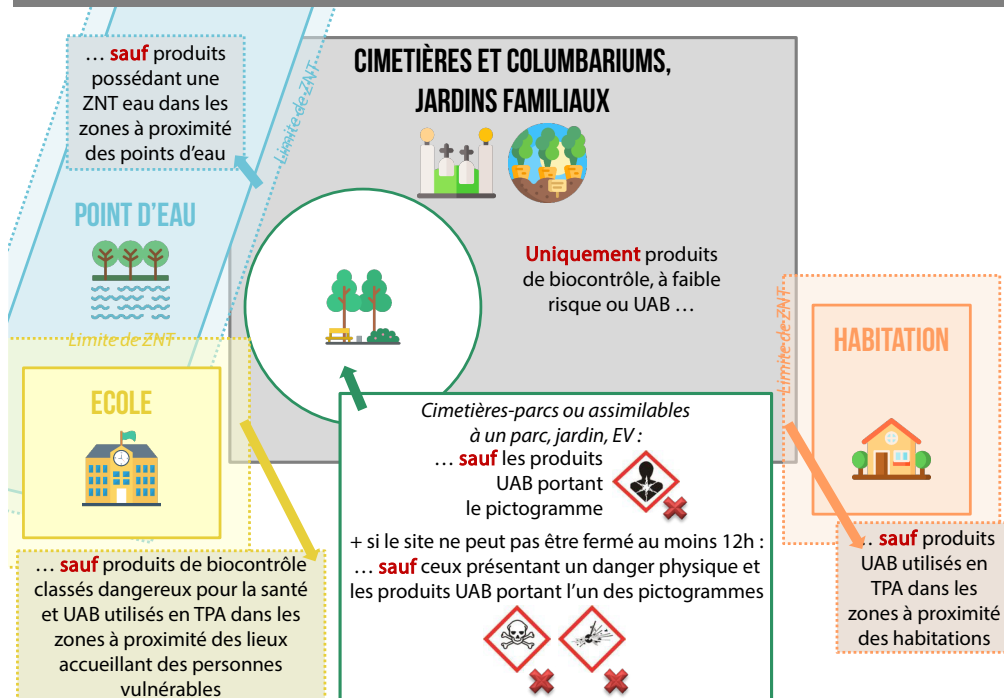 … sauf produits
possédant une
ZNT eau dans les
zones à proximité
des points d’eau
Limite de ZNT
CIMETIÈRES ET COLUMBARIUMS,
JARDINS FAMILIAUX
POINT D’EAU
Limite de ZNT
Uniquement produits
de biocontrôle, à faible
risque ou UAB …
Limite de ZNT
HABITATION
ECOLE
Cimetières-parcs ou assimilables
à un parc, jardin, EV :
… sauf les produits
UAB portant
le pictogramme
+ si le site ne peut pas être fermé au moins 12h :
… sauf ceux présentant un danger physique et
les produits UAB portant l’un des pictogrammes
… sauf produits de biocontrôle
classés dangereux pour la santé
et UAB utilisés en TPA dans les
zones à proximité des lieux
accueillant des personnes
vulnérables
… sauf produits
UAB utilisés en
TPA dans les
zones à proximité
des habitations